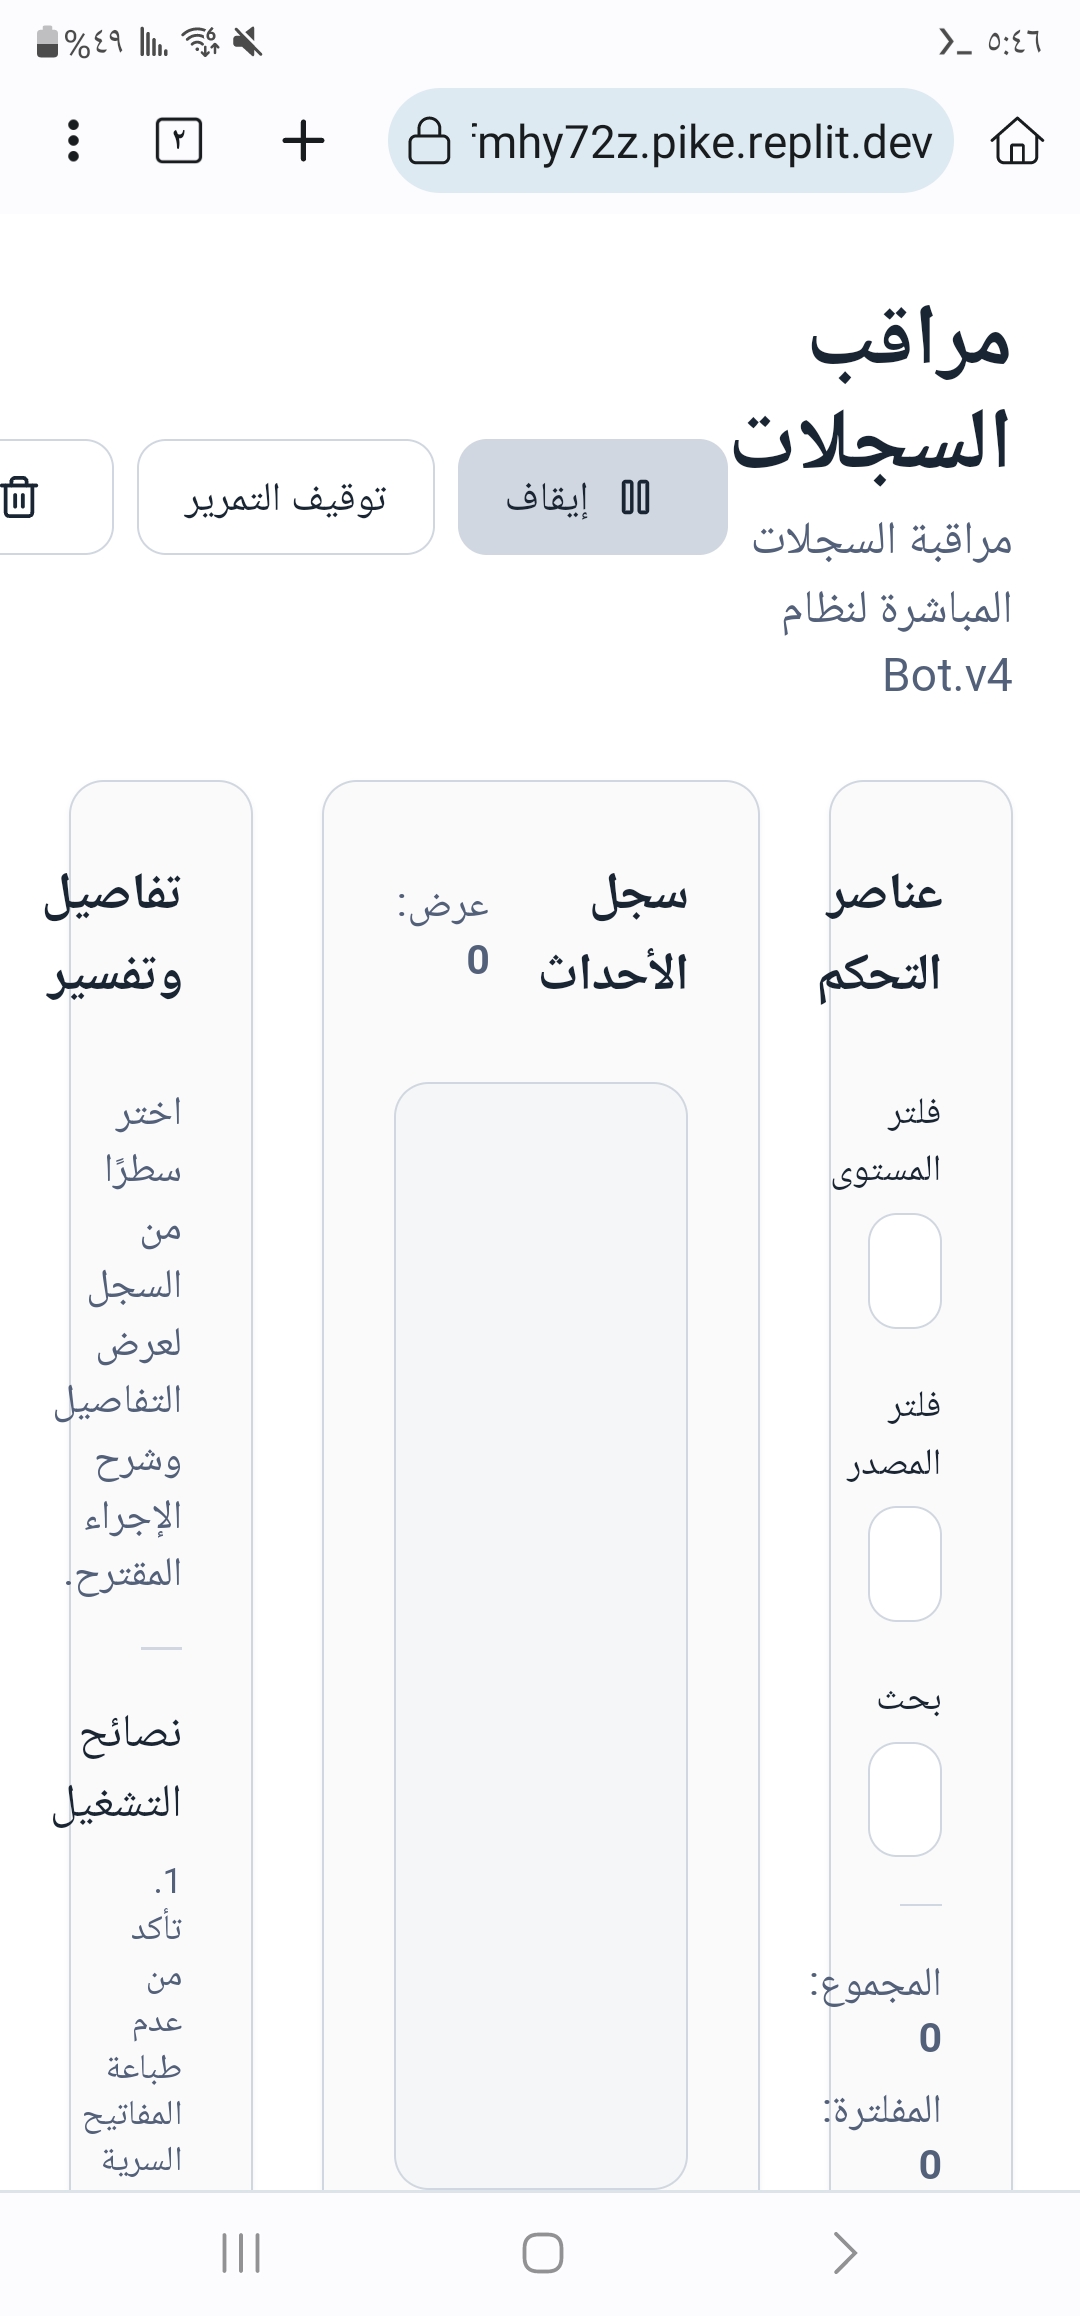 ٥:٤٦
%٤٩
mhy72z.pike.replit.dev
٢
مراقب
السجلات
مراقبة السجلات
المباشرة لنظام
Bot.v4
إيقاف
توقيف التمرير
عناصر
التحكم
فلتر
المستوى
فلتر
المصدر
بحث
المجموع:
0
المفلترة:
0
سجل
الأحداث
عرض:
0
تفاصيل
وتفسير
اختر
سطرًا
من
السجل
لعرض
التفاصيل
وشرح
الإجراء
المقترح.
نصائح
التشغيل
1.
تأكد
من
عدم
طباعة
المفاتيح
السرية